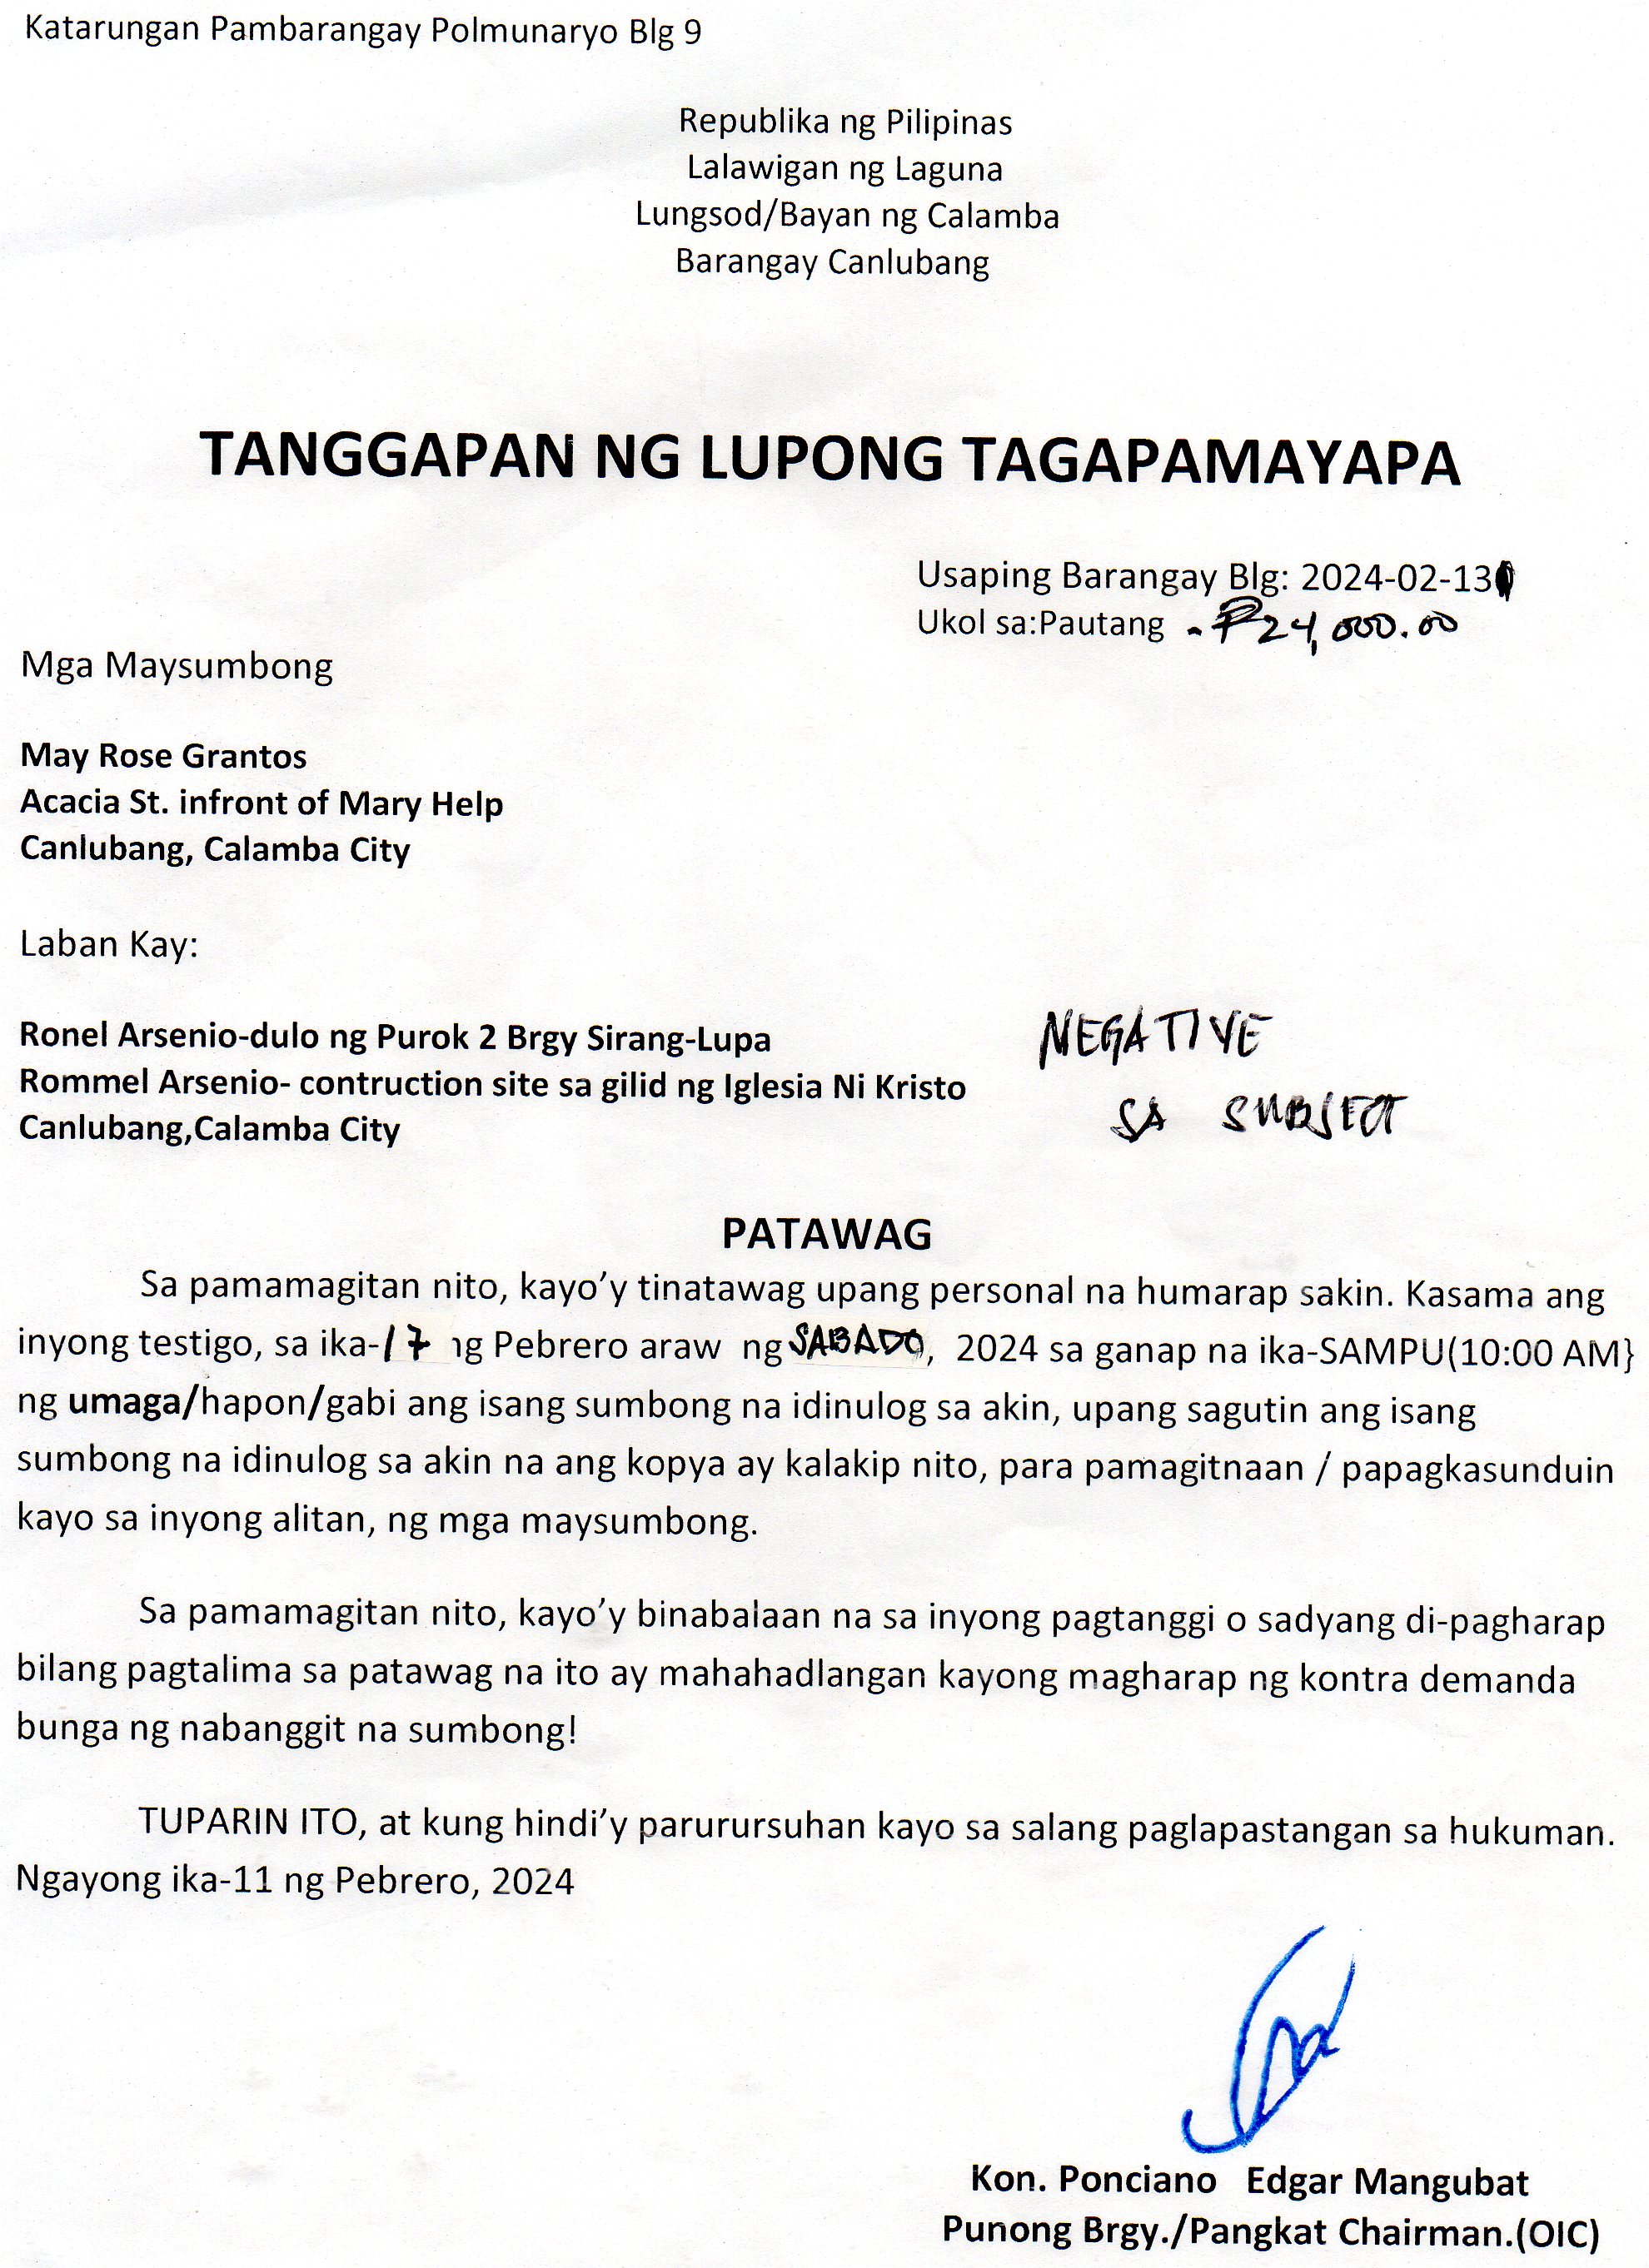 Katarungan Pambarangay Polmunaryo Blg 9
Republika ng Pilipinas
Lalawigan ng Laguna
Lungsod/Bayan ng Calamba
Barangay Canlubang
TANGGAPAN NG LUPONG TAGAPAMAYAPA
Usaping Barangay Blg: 2024-02-13
Ukol sa:Pautang - ₱24,000.00
Mga Maysumbong
May Rose Grantos
Acacia St. infront of Mary Help
Canlubang, Calamba City
Laban Kay:
Ronel Arsenio-dulo ng Purok 2 Brgy Sirang-Lupa
Rommel Arsenio- contruction site sa gilid ng Iglesia Ni Kristo
Canlubang,Calamba City
NEGATIVE
SA SUBJECT
PATAWAG
Sa pamamagitan nito, kayo’y tinatawag upang personal na humarap sakin. Kasama ang
inyong testigo, sa ika-17 ng Pebrero araw ng SABADO, 2024 sa ganap na ika-SAMPU(10:00 AM}
ng umaga/hapon/gabi ang isang sumbong na idinulog sa akin, upang sagutin ang isang
sumbong na idinulog sa akin na ang kopya ay kalakip nito, para pamagitnaan / papagkasunduin
kayo sa inyong alitan, ng mga maysumbong.
Sa pamamagitan nito, kayo’y binabalaan na sa inyong pagtanggi o sadyang di-pagharap
bilang pagtalima sa patawag na ito ay mahahadlangan kayong magharap ng kontra demanda
bunga ng nabanggit na sumbong!
TUPARIN ITO, at kung hindi’y parurursuhan kayo sa salang paglapastangan sa hukuman.
Ngayong ika-11 ng Pebrero, 2024
Kon. Ponciano Edgar Mangubat
Punong Brgy./Pangkat Chairman.(OIC)